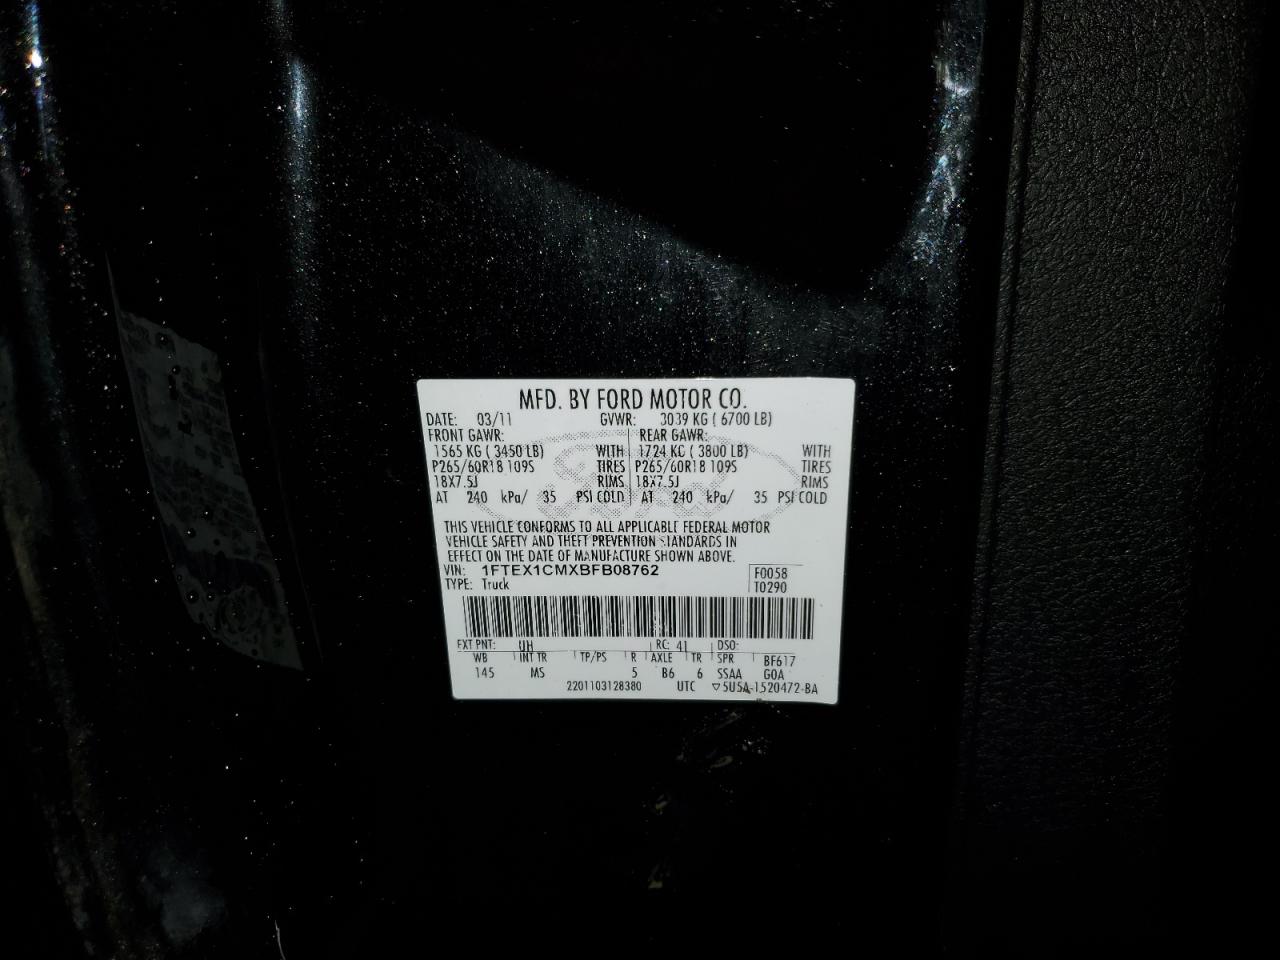 MFD. BY FORD MOTOR CO.
DATE: 03/11 GVWR: 3039 KG ( 6700 LB)
FRONT GAWR: REAR GAWR:
1565 KG ( 3450 LB) WITH 1724 KG ( 3800 LB) WITH
P265/60R18 109S TIRES P265/60R18 109S TIRES
18X7.5J RIMS 18X7.5J RIMS
AT 240 kPa/ 35 PSI COLD AT 240 kPa/ 35 PSI COLD
Ford
THIS VEHICLE CONFORMS TO ALL APPLICABLE FEDERAL MOTOR
VEHICLE SAFETY AND THEFT PREVENTION STANDARDS IN
EFFECT ON THE DATE OF MANUFACTURE SHOWN ABOVE.
VIN: 1FTEX1CMXBFB08762 F0058
TYPE: Truck T0290
EXT PNT: UH RC: 41 DSO:
WB INT TR TP/PS R AXLE TR SPR BF617
145 MS 5 B6 6 SSAA GOA
2201103128380 UTC ▽5U5A-1520472-BA